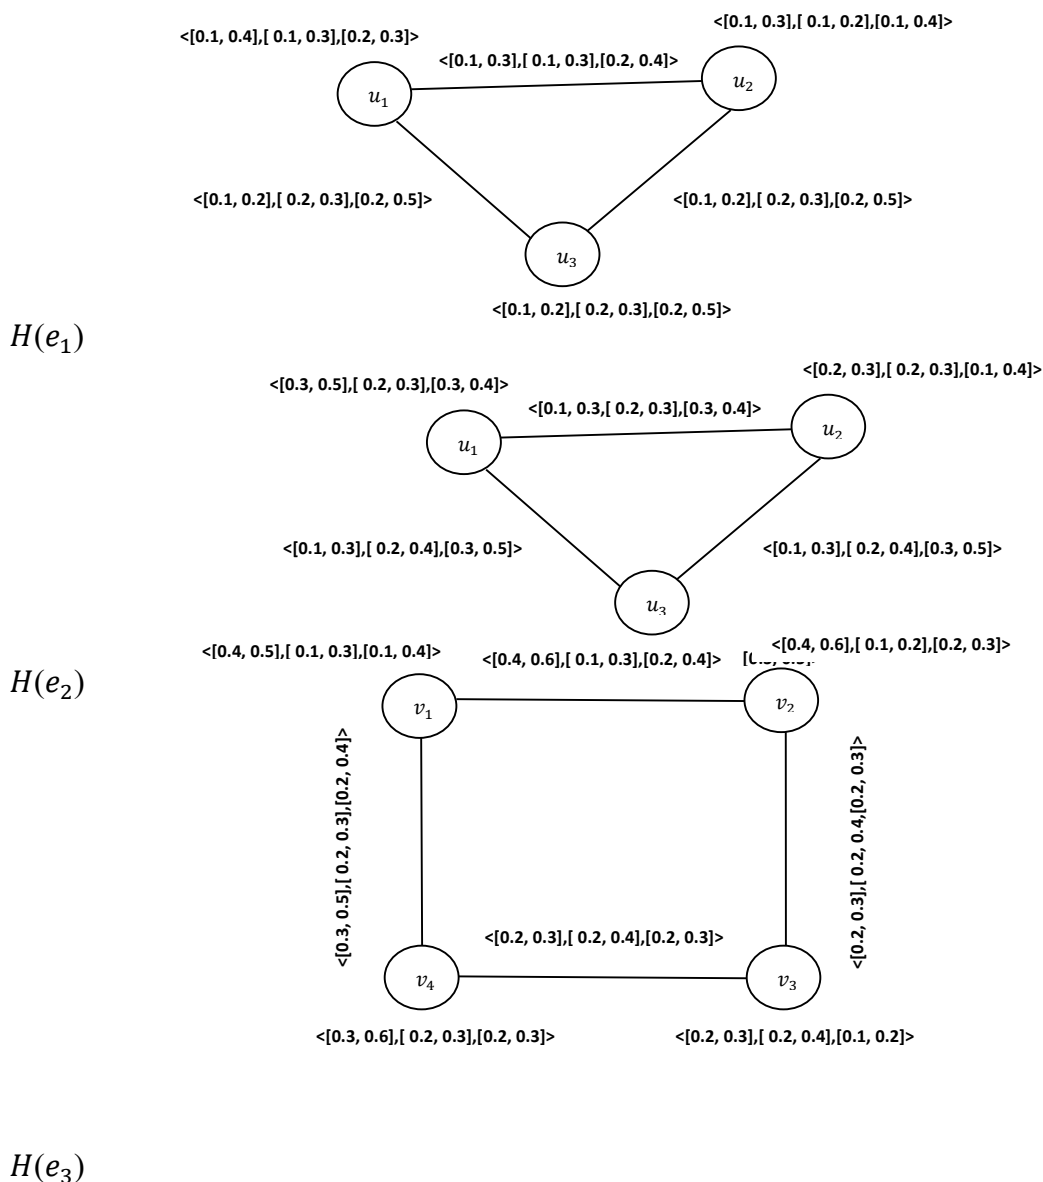 <[0.1, 0.3],[ 0.1, 0.2],[0.1, 0.4]>
<[0.1, 0.4],[ 0.1, 0.3],[0.2, 0.3]>
<[0.1, 0.3],[ 0.1, 0.3],[0.2, 0.4]>
u₁
u₂
<[0.1, 0.2],[ 0.2, 0.3],[0.2, 0.5]>
<[0.1, 0.2],[ 0.2, 0.3],[0.2, 0.5]>
u₃
<[0.1, 0.2],[ 0.2, 0.3],[0.2, 0.5]>
H(e₁)
<[0.2, 0.3],[ 0.2, 0.3],[0.1, 0.4]>
<[0.3, 0.5],[ 0.2, 0.3],[0.3, 0.4]>
<[0.1, 0.3,[ 0.2, 0.3],[0.3, 0.4]>
u₁
u₂
<[0.1, 0.3],[ 0.2, 0.4],[0.3, 0.5]>
<[0.1, 0.3],[ 0.2, 0.4],[0.3, 0.5]>
u₃
<[0.4, 0.6],[ 0.1, 0.2],[0.2, 0.3]>
<[0.4, 0.5],[ 0.1, 0.3],[0.1, 0.4]>
<[0.4, 0.6],[ 0.1, 0.3],[0.2, 0.4]>
H(e₂)
v₁
v₂
<[0.3, 0.5],[ 0.2, 0.3],[0.2, 0.4]>
<[0.2, 0.3],[ 0.2, 0.4,[0.2, 0.3]>
<[0.2, 0.3],[ 0.2, 0.4],[0.2, 0.3]>
v₄
v₃
<[0.3, 0.6],[ 0.2, 0.3],[0.2, 0.3]>
<[0.2, 0.3],[ 0.2, 0.4],[0.1, 0.2]>
H(e₃)